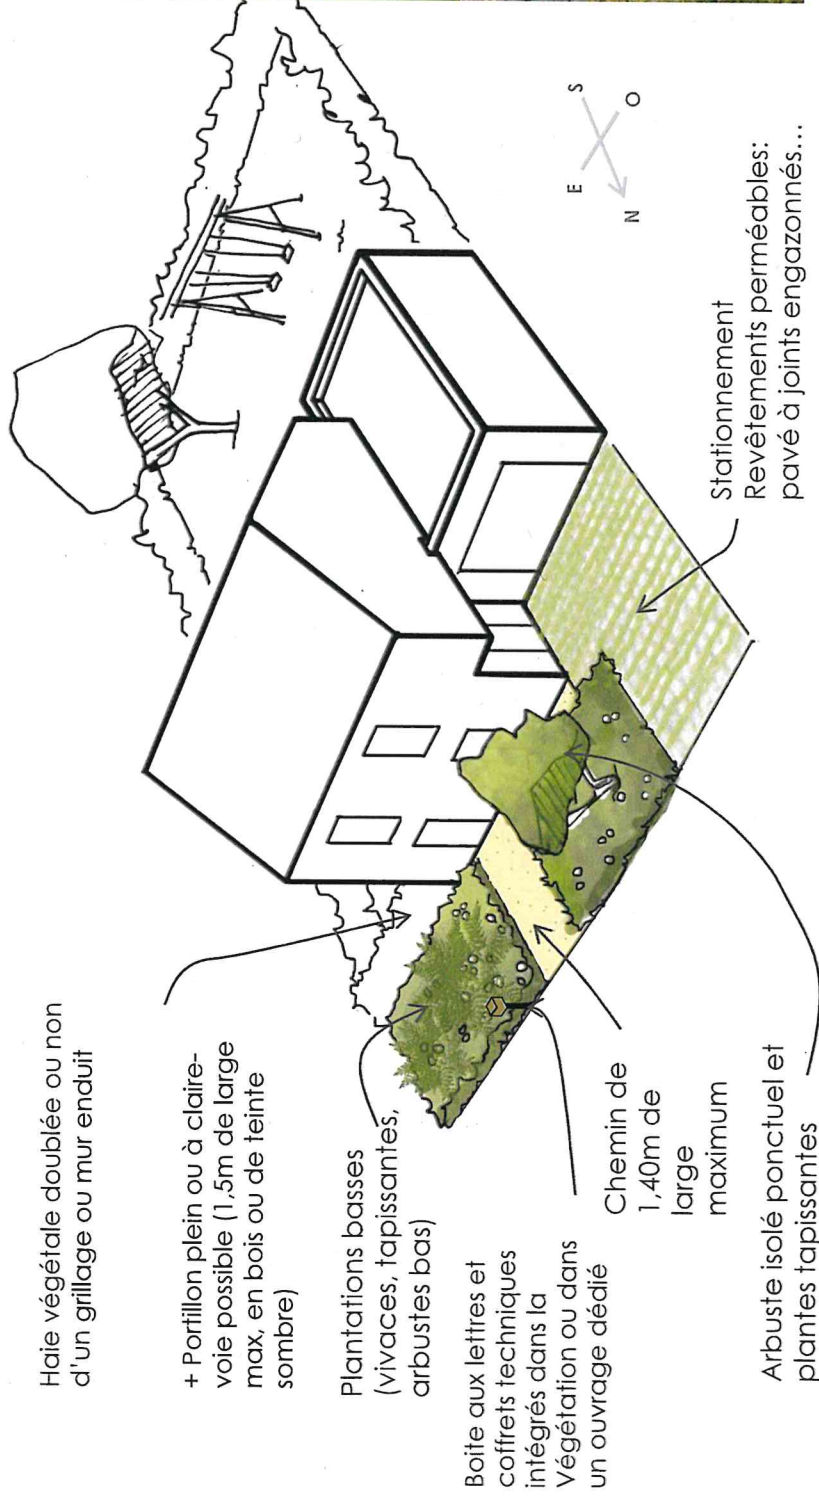 Haie végétale doublée ou non
d'un grillage ou mur enduit
+ Portillon plein ou à claire-
voie possible (1,5m de large
max, en bois ou de teinte
sombre)
Plantations basses
(vivaces, tapissantes,
arbustes bas)
Boite aux lettres et
coffrets techniques
intégrés dans la
Végétation ou dans
un ouvrage dédié
Chemin de
1,40m de
large
maximum
Arbuste isolé ponctuel et
plantes tapissantes
Stationnement
Revêtements perméables:
pavé à joints engazonnés...
E
S
N
O